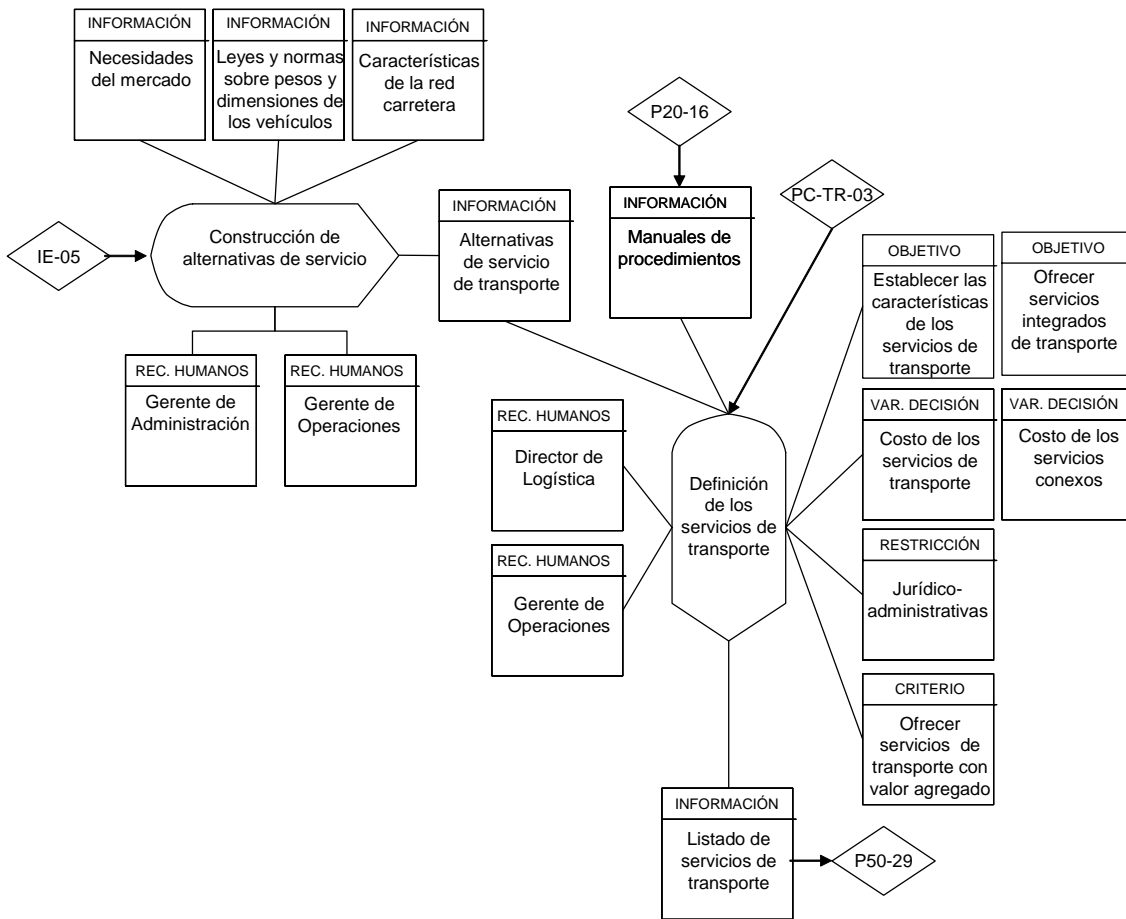 INFORMACIÓN
Necesidades
del mercado
INFORMACIÓN
Leyes y normas
sobre pesos y
dimensiones de
los vehículos
INFORMACIÓN
Características
de la red
carretera
P20-16
PC-TR-03
IE-05
Construcción de
alternativas de servicio
INFORMACIÓN
Alternativas
de servicio
de transporte
INFORMACIÓN
Manuales de
procedimientos
OBJETIVO
Establecer las
características
de los
servicios de
transporte
OBJETIVO
Ofrecer
servicios
integrados
de transporte
REC. HUMANOS
Gerente de
Administración
REC. HUMANOS
Gerente de
Operaciones
REC. HUMANOS
Director de
Logística
REC. HUMANOS
Gerente de
Operaciones
Definición
de los
servicios de
transporte
VAR. DECISIÓN
Costo de los
servicios de
transporte
VAR. DECISIÓN
Costo de los
servicios
conexos
RESTRICCIÓN
Jurídico-
administrativas
CRITERIO
Ofrecer
servicios de
transporte con
valor agregado
INFORMACIÓN
Listado de
servicios de
transporte
P50-29